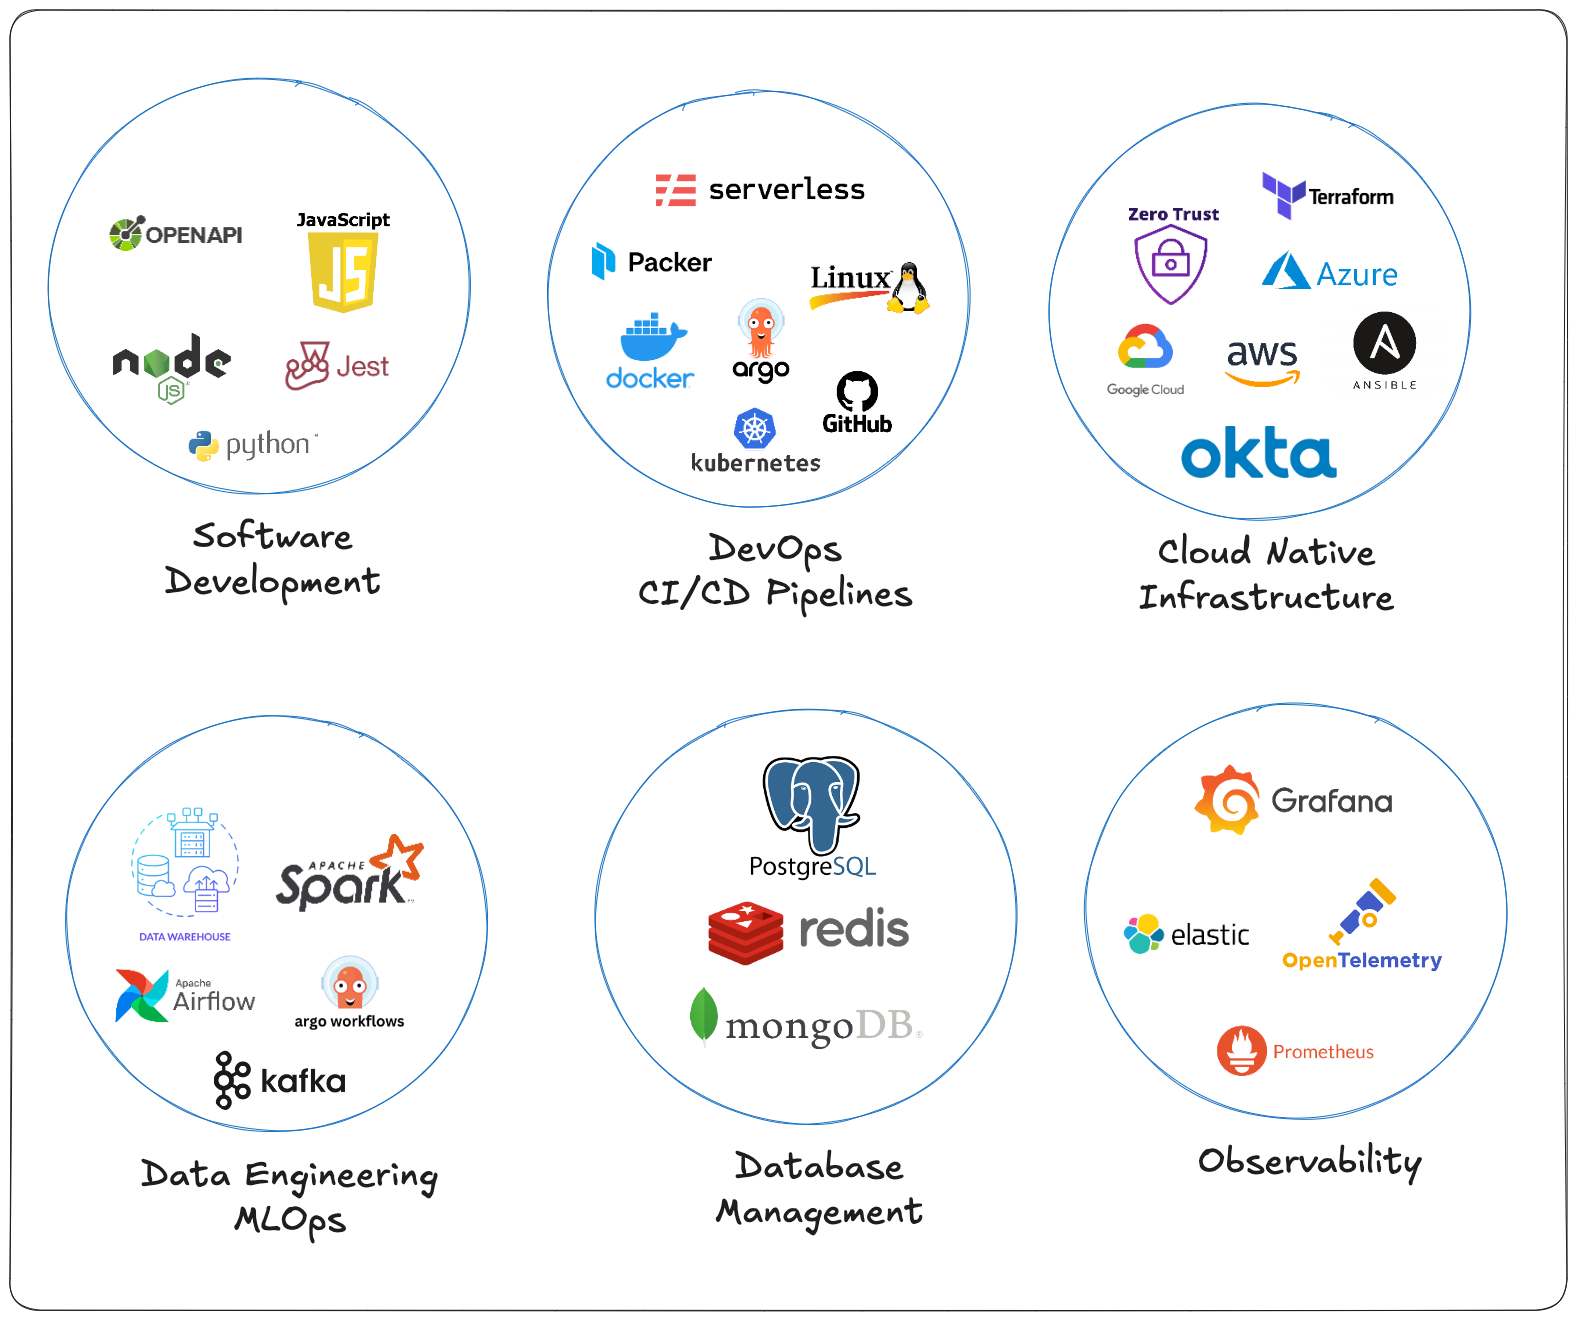 OPENAPI
JavaScript
JS
node
JS
Jest
python
Software
Development
serverless
Packer
Linux
docker
argo
GitHub
kubernetes
DevOps
CI/CD Pipelines
Terraform
Zero Trust
Azure
Google Cloud
aws
ANSIBLE
okta
Cloud Native
Infrastructure
DATA WAREHOUSE
APACHE
Spark
Apache
Airflow
argo workflows
kafka
Data Engineering
MLOps
PostgreSQL
redis
mongoDB
Database
Management
Grafana
elastic
OpenTelemetry
Prometheus
Observability